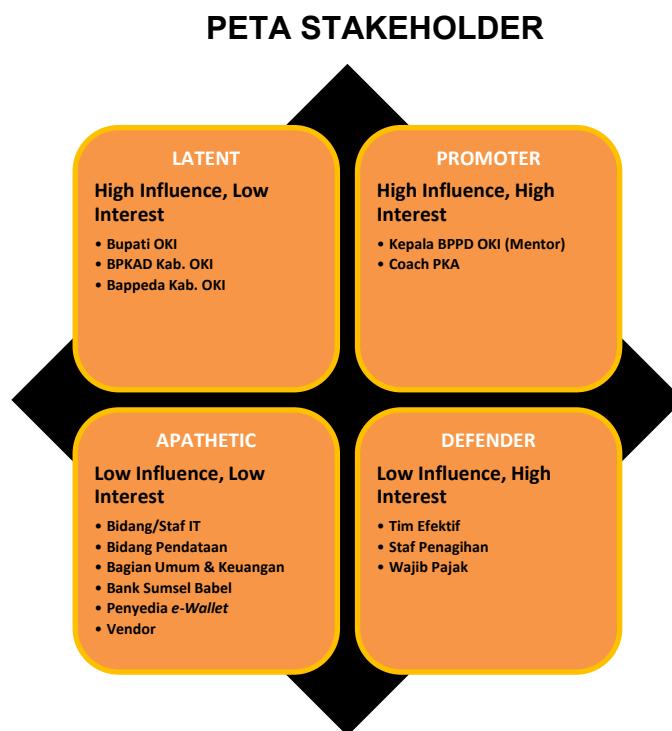 PETA STAKEHOLDER
LATENT
High Influence, Low
Interest
• Bupati OKI
• BPKAD Kab. OKI
• Bappeda Kab. OKI
PROMOTER
High Influence, High
Interest
• Kepala BPPD OKI (Mentor)
• Coach PKA
APATHETIC
Low Influence, Low
Interest
• Bidang/Staf IT
• Bidang Pendataan
• Bagian Umum & Keuangan
• Bank Sumsel Babel
• Penyedia e-Wallet
• Vendor
DEFENDER
Low Influence, High
Interest
• Tim Efektif
• Staf Penagihan
• Wajib Pajak